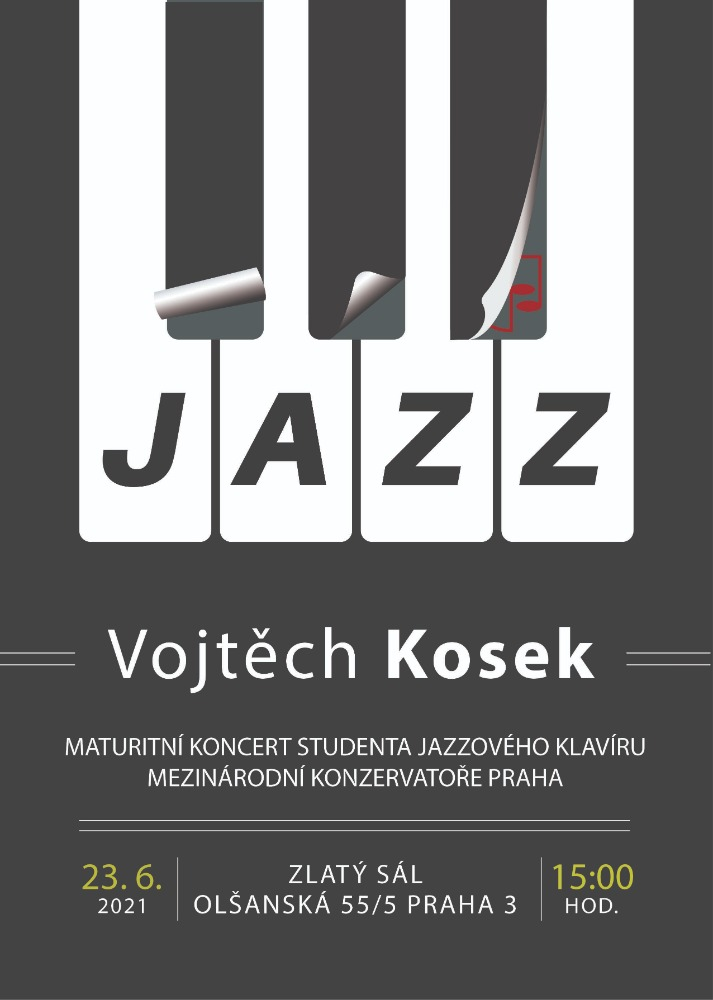 JAZZ
Vojtěch Kosek
MATURITNÍ KONCERT STUDENTA JAZZOVÉHO KLAVÍRU
MEZINÁRODNÍ KONZERVATOŘE PRAHA
23. 6.
2021
ZLATÝ SÁL
OLŠANSKÁ 55/5 PRAHA 3
15:00
HOD.